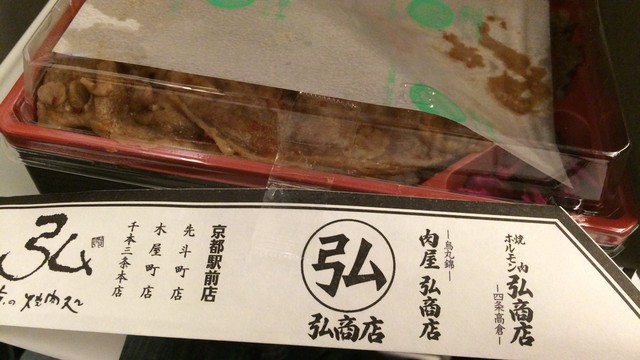 焼肉
ホルモン
弘商店
―四条高倉―
―烏丸錦―
肉屋 弘商店
弘
弘商店
京都駅前店
先斗町店
木屋町店
千本三条本店
弘